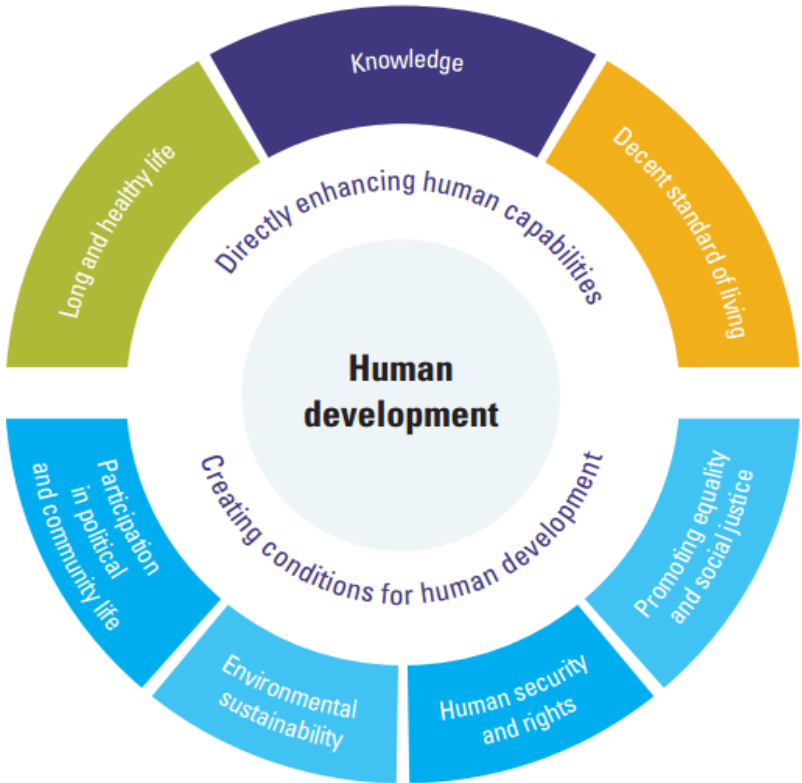 Knowledge
Long and healthy life
Decent standard of living
Directly enhancing human capabilities
Human
development
Creating conditions for human development
Participation
in political
and community life
Environmental
sustainability
Human security
and rights
Promoting equality
and social justice